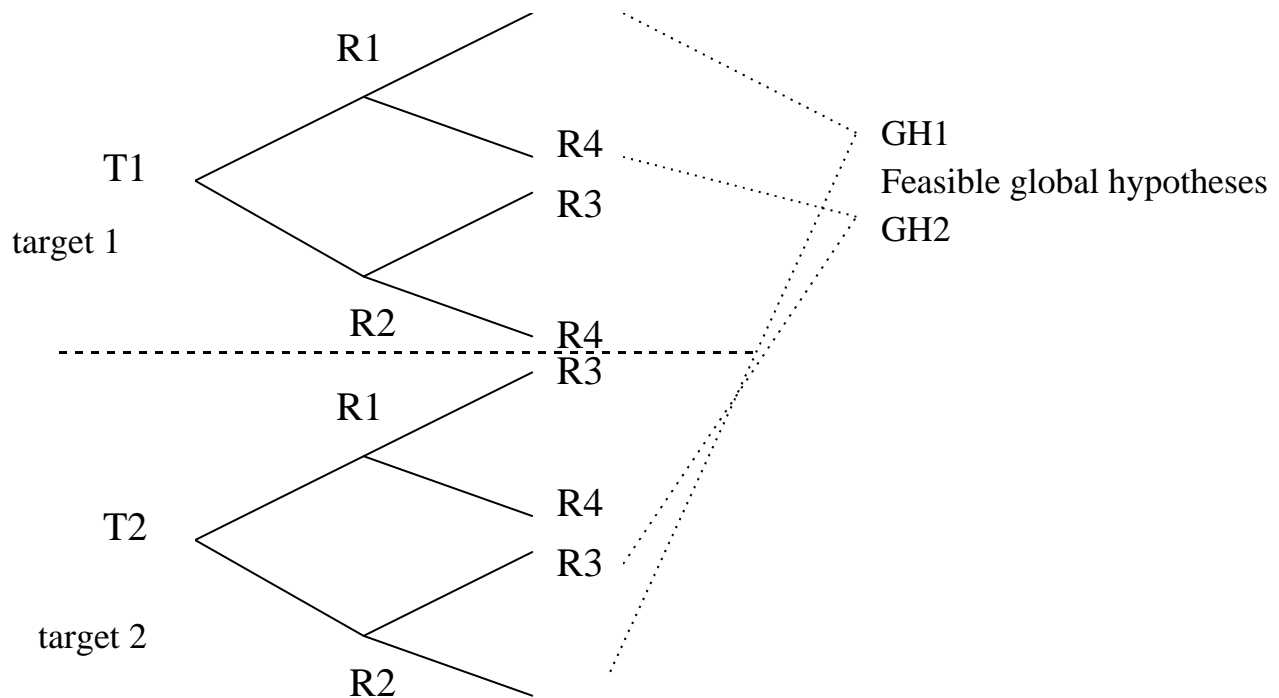 R1
GH1
R4
T1
Feasible global hypotheses
R3
GH2
target 1
R2
R4
R3
R1
R4
T2
R3
target 2
R2